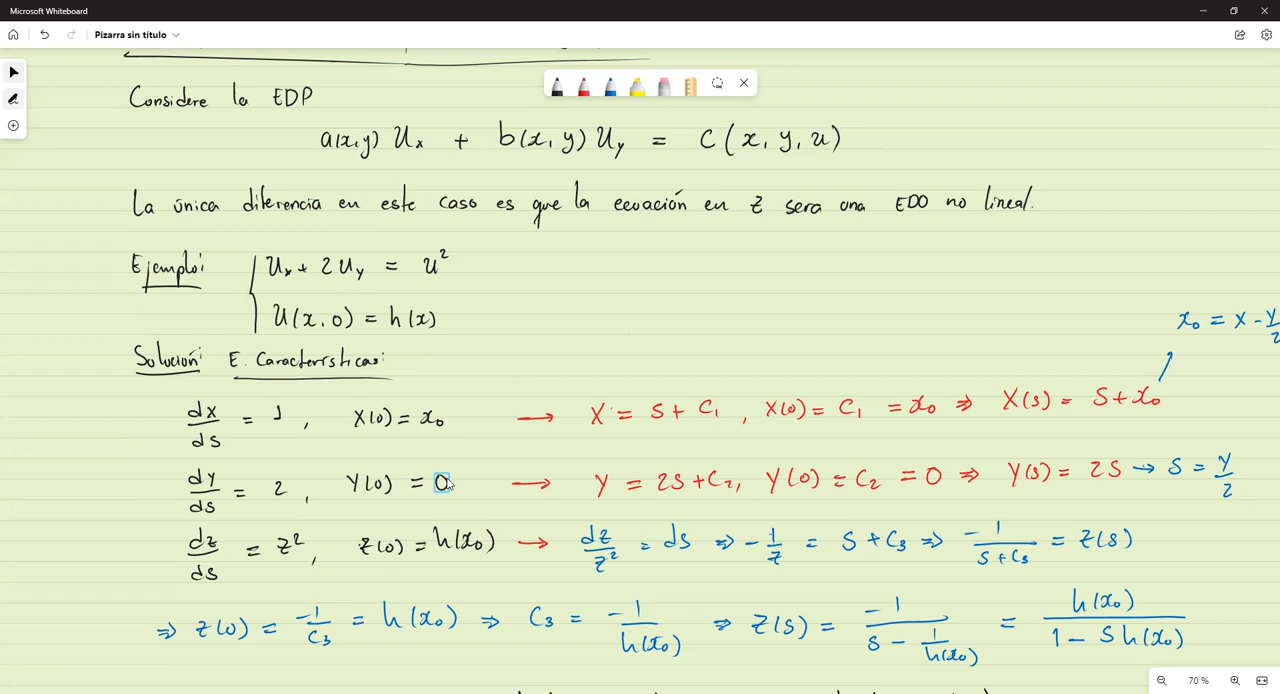 Microsoft Whiteboard
Pizarra sin título
Considere la EDP
a(x,y) Ux + b(x,y) Uy = C(x, y, u)
La única diferencia en este caso es que la ecuación en z sera una EDO no lineal.
Ejemplo: Ux + 2Uy = u²
U(x,0) = h(x)
x₀ = X - Y/2
Solución: E. Características:
dX/ds = 1, X(0) = x₀ → X = S + C₁, X(0) = C₁ = x₀ ⇒ X(s) = S + x₀
dY/ds = 2, Y(0) = 0 → Y = 2S + C₂, Y(0) = C₂ = 0 ⇒ Y(s) = 2S → S = Y/2
dz/ds = z², z(0) = h(x₀) → dz/z² = ds ⇒ -1/z = S + C₃ ⇒ -1/(S + C₃) = z(s)
⇒ z(0) = -1/C₃ = h(x₀) ⇒ C₃ = -1/h(x₀) ⇒ z(s) = -1/(S - 1/h(x₀)) = h(x₀)/(1 - S h(x₀))
70 %